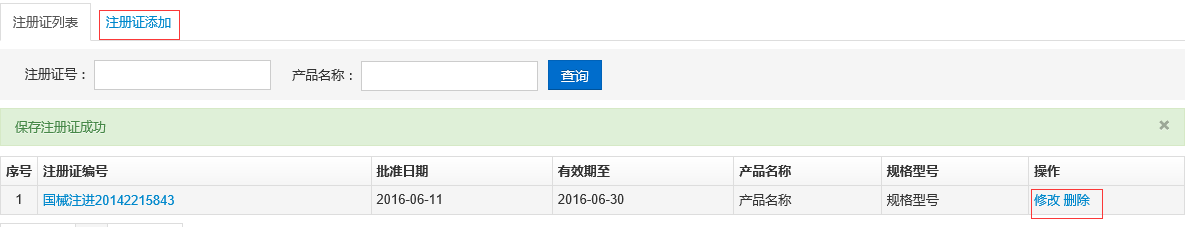 注册证列表 注册证添加
注册证号： 产品名称： 查询
保存注册证成功 ×
序号 注册证编号 批准日期 有效期至 产品名称 规格型号 操作
1 国械注进20142215843 2016-06-11 2016-06-30 产品名称 规格型号 修改 删除